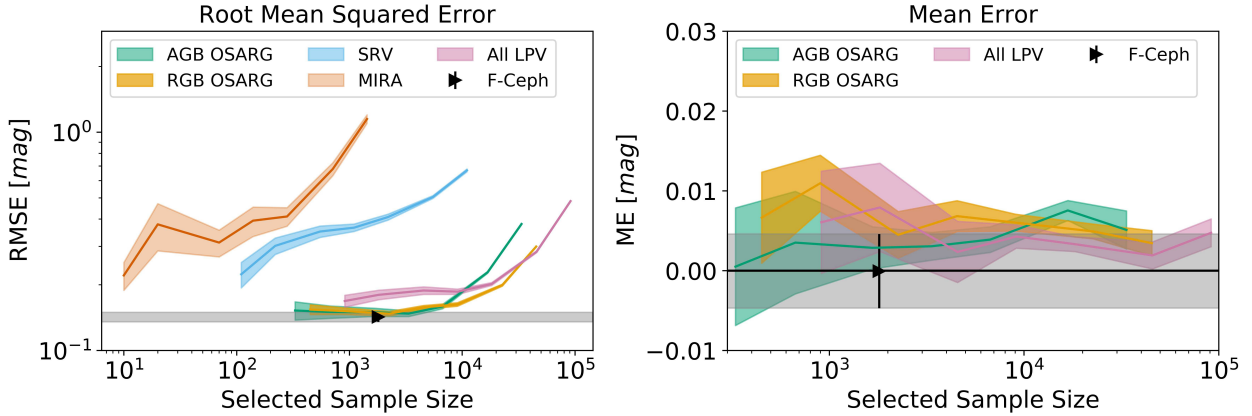 Root Mean Squared Error
AGB OSARG
RGB OSARG
SRV
MIRA
All LPV
F-Ceph
RMSE [mag]
10⁰
10⁻¹
10¹
10²
10³
10⁴
10⁵
Selected Sample Size
Mean Error
AGB OSARG
RGB OSARG
All LPV
F-Ceph
ME [mag]
0.03
0.02
0.01
0.00
−0.01
10³
10⁴
10⁵
Selected Sample Size